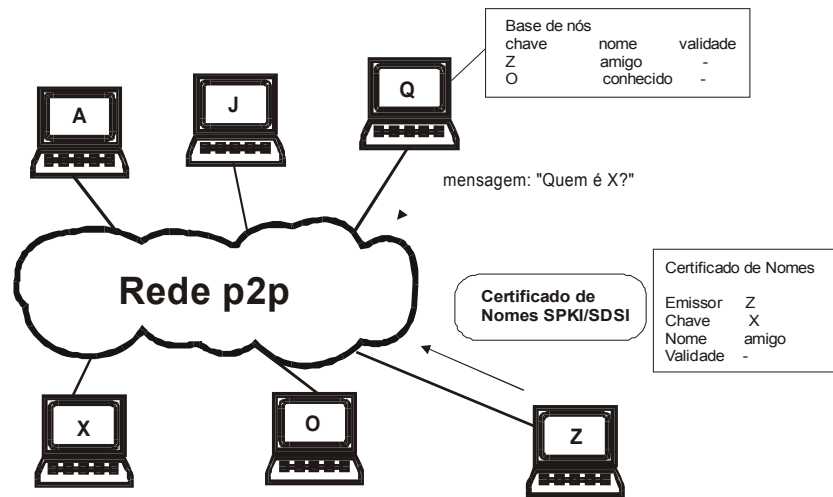 Base de nós
chave nome validade
Z amigo -
O conhecido -
A
J
Q
mensagem: "Quem é X?"
Rede p2p
Certificado de
Nomes SPKI/SDSI
Certificado de Nomes
Emissor Z
Chave X
Nome amigo
Validade -
X
O
Z